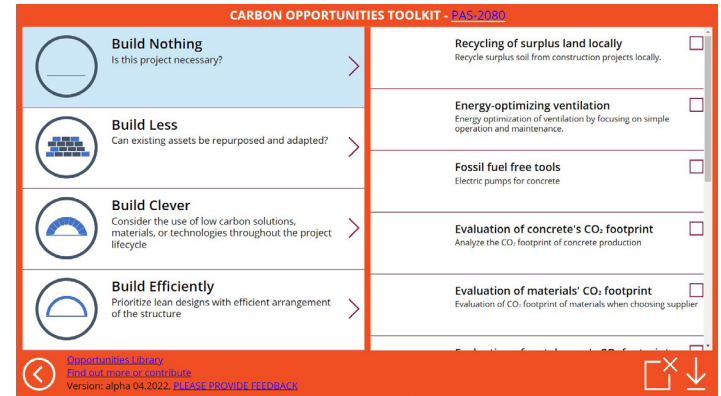 CARBON OPPORTUNITIES TOOLKIT - PAS-2080
Build Nothing
Is this project necessary?
Build Less
Can existing assets be repurposed and adapted?
Build Clever
Consider the use of low carbon solutions,
materials, or technologies throughout the project
lifecycle
Build Efficiently
Prioritize lean designs with efficient arrangement
of the structure
Recycling of surplus land locally
Recycle surplus soil from construction projects locally.
Energy-optimizing ventilation
Energy optimization of ventilation by focusing on simple
operation and maintenance.
Fossil fuel free tools
Electric pumps for concrete
Evaluation of concrete's CO₂ footprint
Analyze the CO₂ footprint of concrete production
Evaluation of materials' CO₂ footprint
Evaluation of CO₂ footprint of materials when choosing supplier
Opportunities Library
Find out more or contribute
Version: alpha 04.2022, PLEASE PROVIDE FEEDBACK